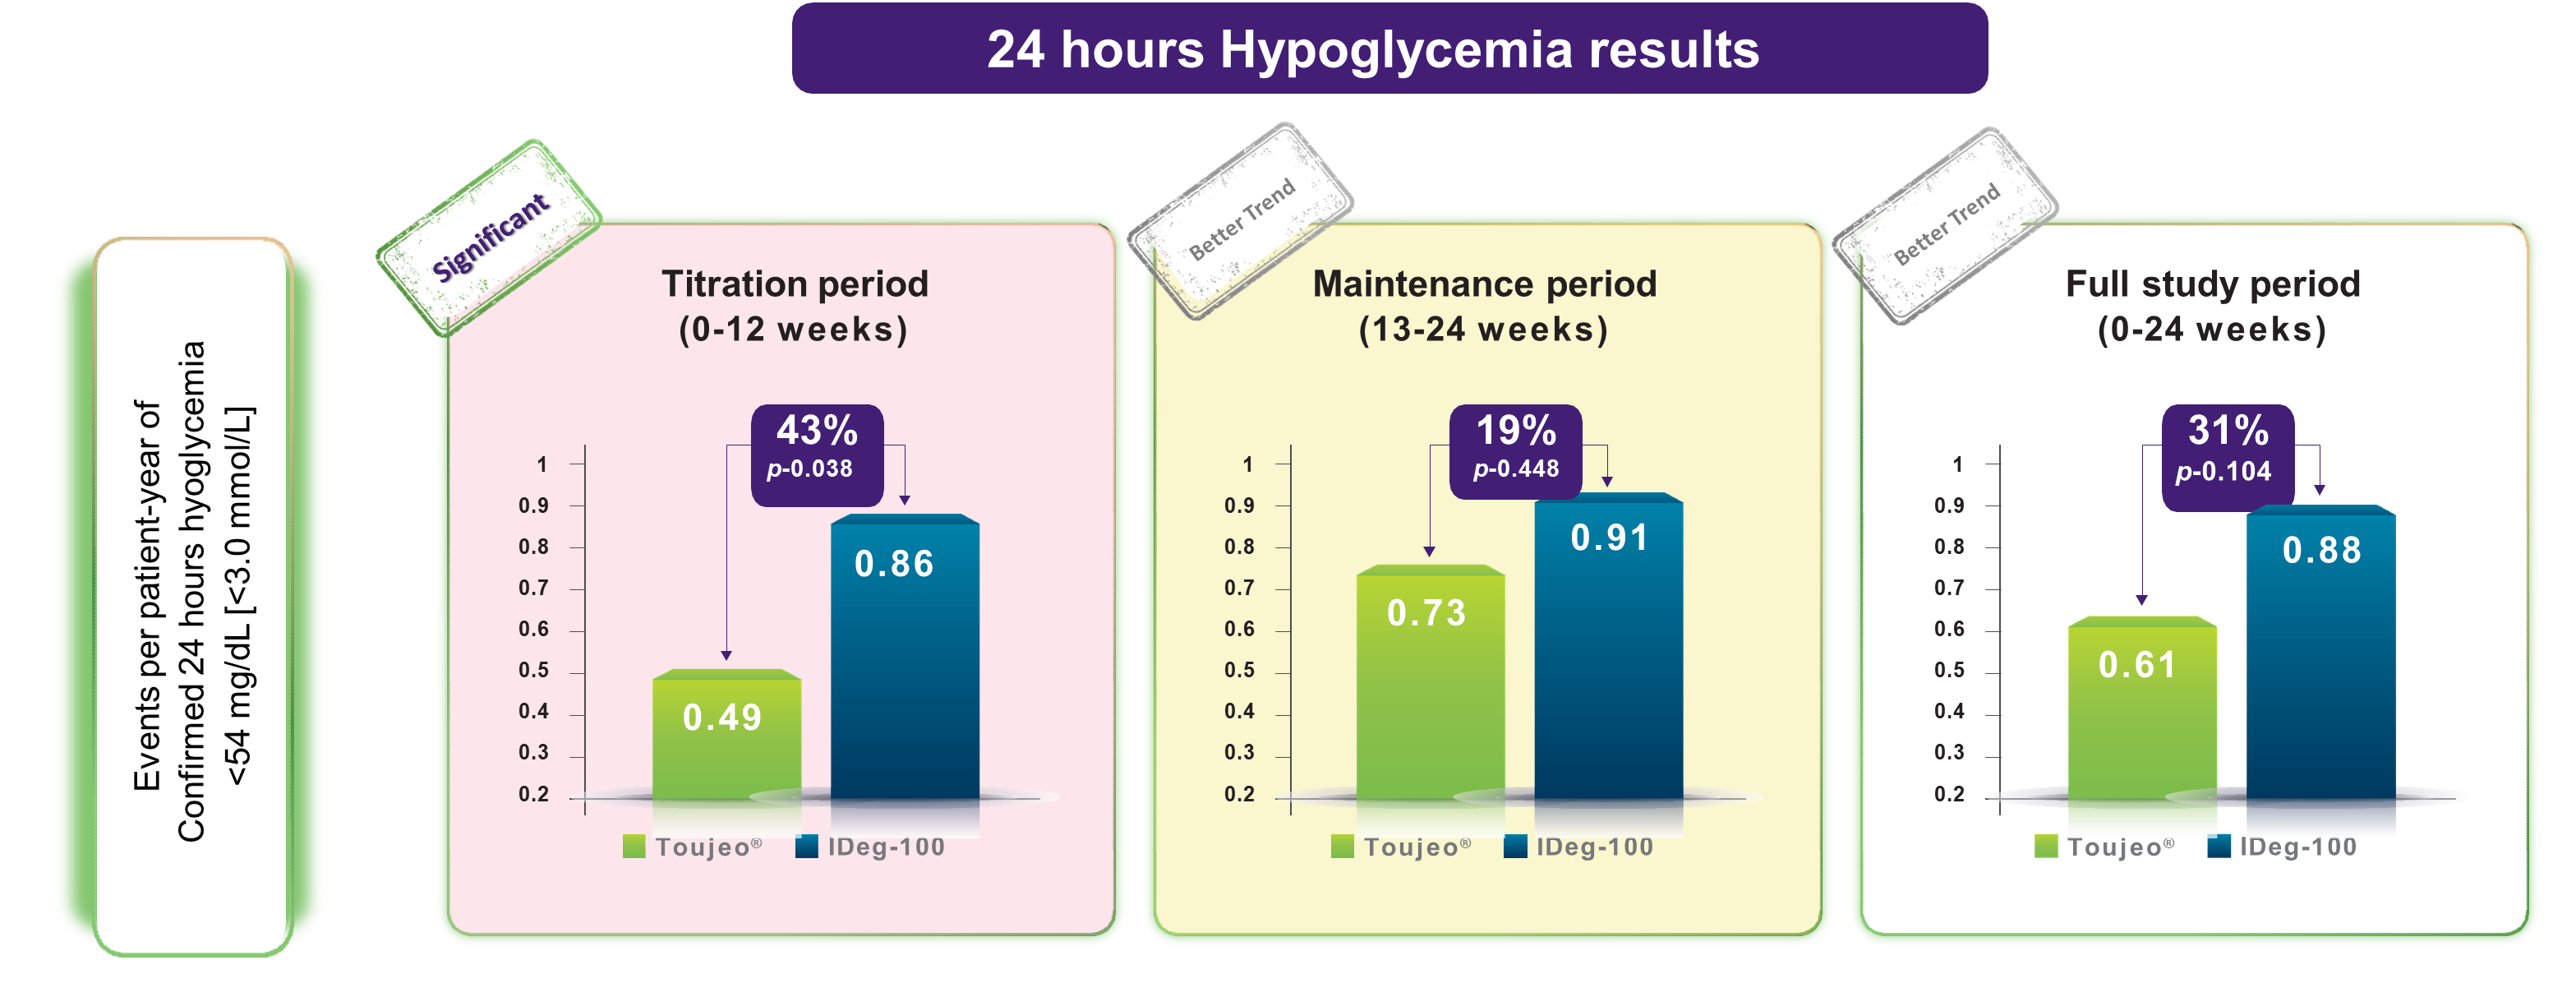 24 hours Hypoglycemia results
Events per patient-year of
Confirmed 24 hours hyoglycemia
<54 mg/dL [<3.0 mmol/L]
Significant
Titration period
(0-12 weeks)
43%
p-0.038
1
0.9
0.8
0.7
0.6
0.5
0.4
0.3
0.2
0.49
0.86
Toujeo® IDeg-100
Better Trend
Maintenance period
(13-24 weeks)
19%
p-0.448
1
0.9
0.8
0.7
0.6
0.5
0.4
0.3
0.2
0.73
0.91
Toujeo® IDeg-100
Better Trend
Full study period
(0-24 weeks)
31%
p-0.104
1
0.9
0.8
0.7
0.6
0.5
0.4
0.3
0.2
0.61
0.88
Toujeo® IDeg-100